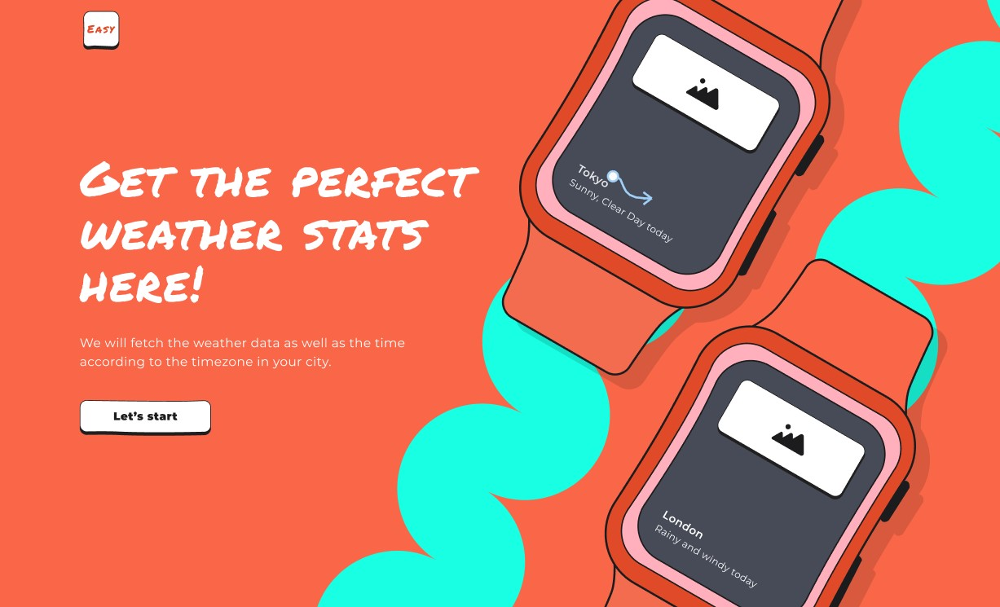 Easy
Get the perfect
weather stats
here!
We will fetch the weather data as well as the time
according to the timezone in your city.
Let’s start
Tokyo
Sunny, Clear Day today
London
Rainy and windy today